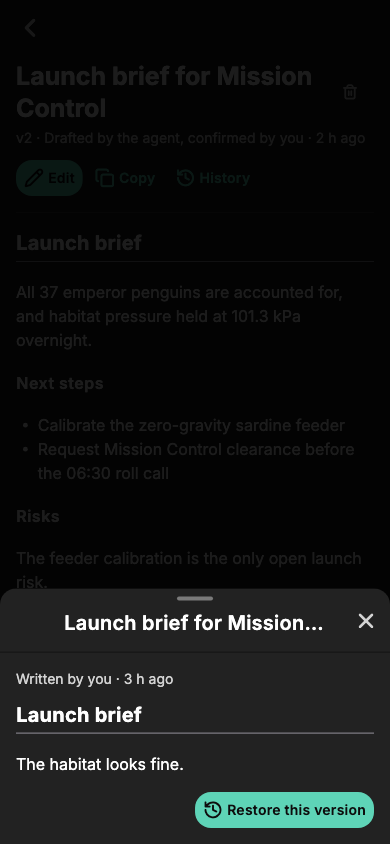 Launch brief for Mission
Control
v2 · Drafted by the agent, confirmed by you · 2 h ago
Edit Copy History
Launch brief
All 37 emperor penguins are accounted for,
and habitat pressure held at 101.3 kPa
overnight.
Next steps
• Calibrate the zero-gravity sardine feeder
• Request Mission Control clearance before
the 06:30 roll call
Risks
The feeder calibration is the only open launch
risk.
Launch brief for Mission...
Written by you · 3 h ago
Launch brief
The habitat looks fine.
Restore this version